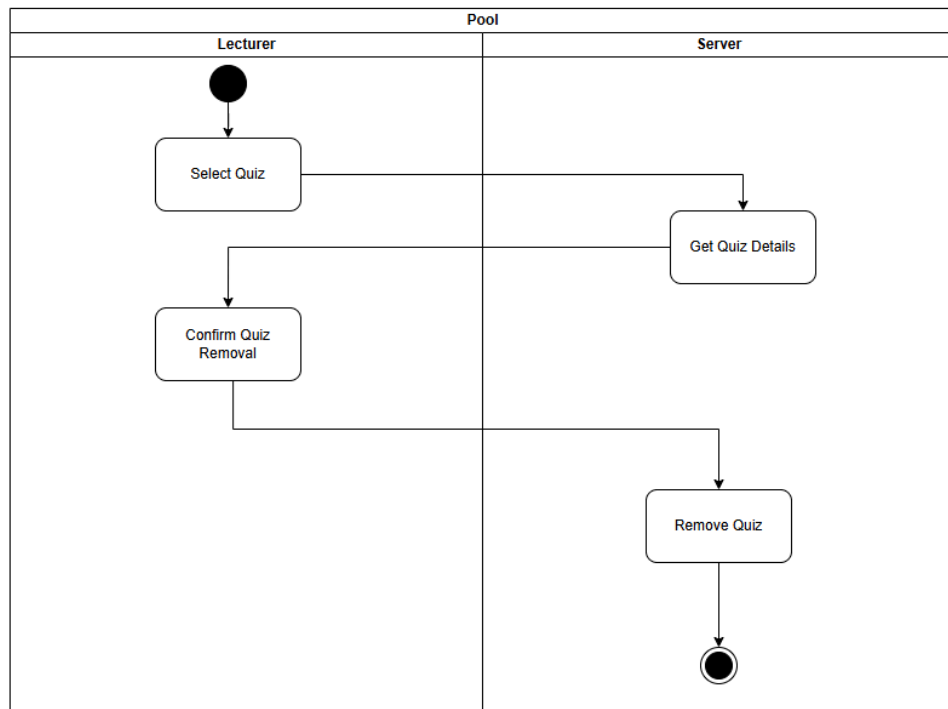 Pool
Lecturer
Server
Select Quiz
Get Quiz Details
Confirm Quiz
Removal
Remove Quiz